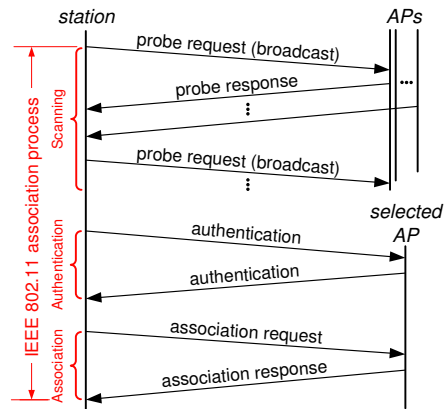 station
APs
probe request (broadcast)
probe response
probe request (broadcast)
selected
AP
authentication
authentication
association request
association response
IEEE 802.11 association process
Scanning
Authentication
Association